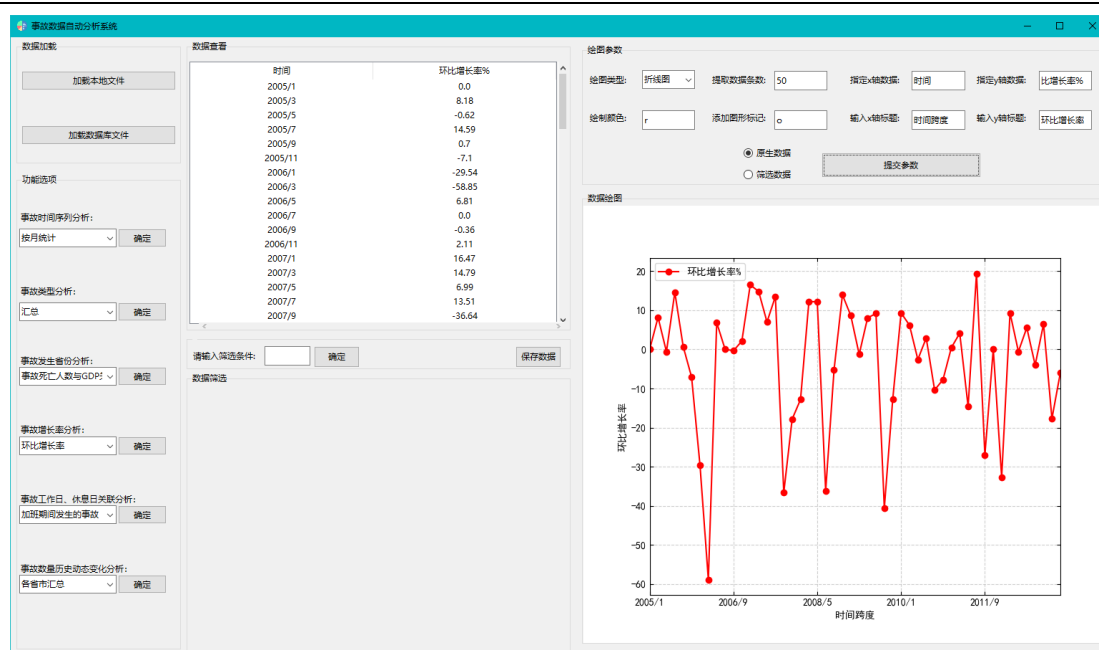 事故数据自动分析系统
数据加载
加载本地文件
加载数据库文件
功能选项
事故时间序列分析:
按月统计 确定
事故类型分析:
汇总 确定
事故发生省份分析:
事故死亡人数与GDP 确定
事故增长率分析:
环比增长率 确定
事故工作日、休息日关联分析:
加班期间发生的事故 确定
事故数量历史动态变化分析:
各省市汇总 确定
数据查看
时间 环比增长率%
2005/1 0.0
2005/3 8.18
2005/5 -0.62
2005/7 14.59
2005/9 0.7
2005/11 -7.1
2006/1 -29.54
2006/3 -58.85
2006/5 6.81
2006/7 0.0
2006/9 -0.36
2006/11 2.11
2007/1 16.47
2007/3 14.79
2007/5 6.99
2007/7 13.51
2007/9 -36.64
请输入筛选条件: 确定 保存数据
数据筛选
绘图参数
绘图类型: 折线图 提取数据条数: 50 指定x轴数据: 时间 指定y轴数据: 比增长率%
绘制颜色: r 添加图形标记: o 输入x轴标题: 时间跨度 输入y轴标题: 环比增长率
原生数据
筛选数据
提交参数
数据绘图
环比增长率%
20
10
0
−10
−20
−30
−40
−50
−60
环比增长率
2005/1 2006/9 2008/5 2010/1 2011/9
时间跨度